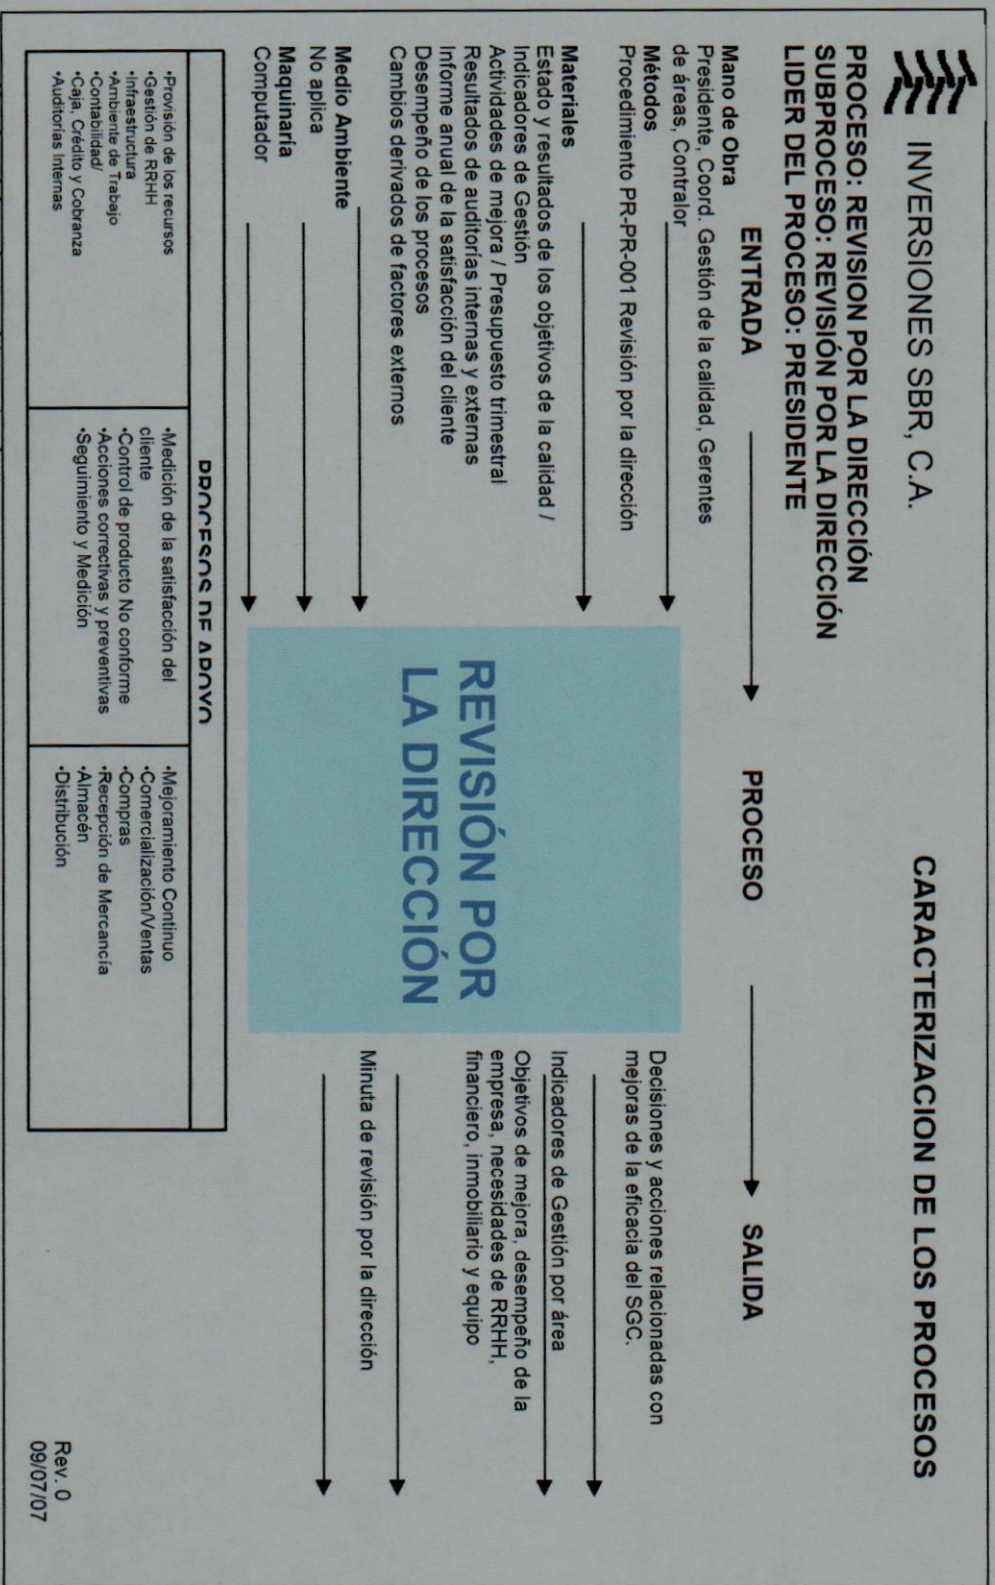 INVERSIONES SBR, C.A.
CARACTERIZACION DE LOS PROCESOS
PROCESO: REVISION POR LA DIRECCIÓN
SUBPROCESO: REVISIÓN POR LA DIRECCIÓN
LIDER DEL PROCESO: PRESIDENTE
ENTRADA
PROCESO
SALIDA
Mano de Obra
Presidente, Coord. Gestión de la calidad, Gerentes
de áreas, Contralor
Métodos
Procedimiento PR-PR-001 Revisión por la dirección
Materiales
Estado y resultados de los objetivos de la calidad /
Indicadores de Gestión
Actividades de mejora / Presupuesto trimestral
Resultados de auditorías internas y externas
Informe anual de la satisfacción del cliente
Desempeño de los procesos
Cambios derivados de factores externos
Medio Ambiente
No aplica
Maquinaría
Computador
REVISIÓN POR
LA DIRECCIÓN
Decisiones y acciones relacionadas con
mejoras de la eficacia del SGC.
Indicadores de Gestión por área
Objetivos de mejora, desempeño de la
empresa, necesidades de RRHH,
financiero, inmobiliario y equipo
Minuta de revisión por la dirección
PROCESOS DE APOYO
•Provisión de los recursos
•Gestión de RRHH
•Infraestructura
•Ambiente de Trabajo
•Contabilidad/
•Caja, Crédito y Cobranza
•Auditorías Internas
•Medición de la satisfacción del
cliente
•Control de producto No conforme
•Acciones correctivas y preventivas
•Seguimiento y Medición
•Mejoramiento Continuo
•Comercialización/Ventas
•Compras
•Recepción de Mercancía
•Almacén
•Distribución
Rev. 0
09/07/07